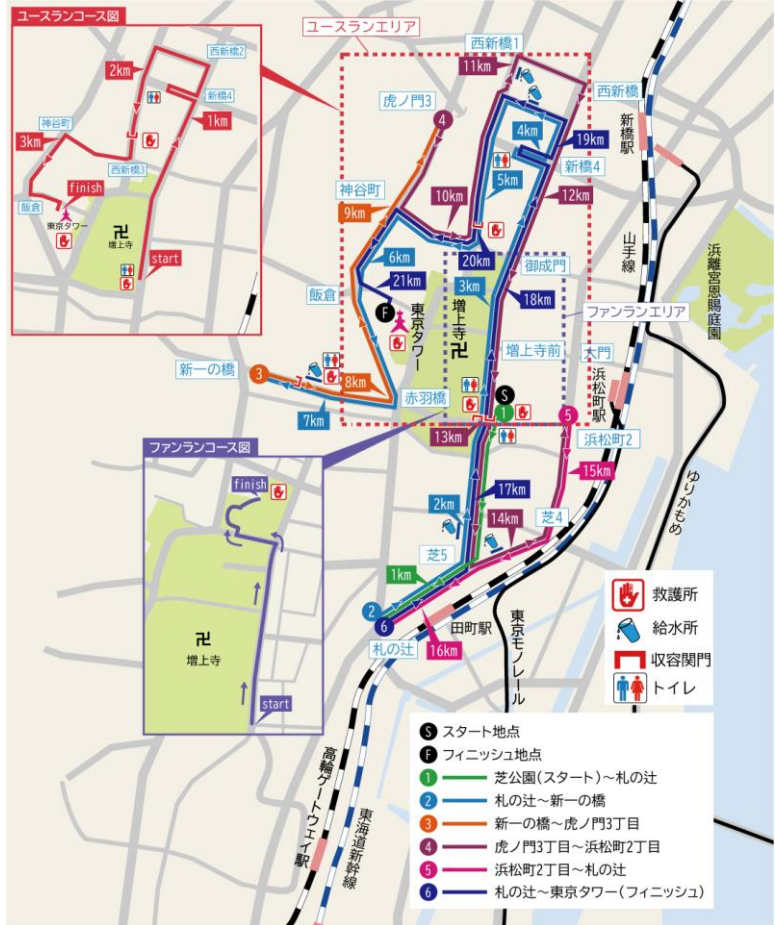 ユースランコース図
西新橋2
2km
新橋4
1km
神谷町
3km
西新橋3
finish
飯倉
東京タワー
卍
増上寺
start
ユースランエリア
西新橋1
11km
虎ノ門3
4
西新橋
新橋駅
4km
19km
新橋4
5km
12km
神谷町
10km
9km
山手線
20km
6km
御成門
21km
3km
18km
浜離宮恩賜庭園
飯倉
F
東京タワー
卍
増上寺
ファンランエリア
増上寺前
大門
浜松町駅
新一の橋
3
8km
7km
赤羽橋
S
1
5
13km
浜松町2
15km
ファンランコース図
finish
卍
増上寺
start
17km
2km
14km
芝4
ゆりかもめ
芝5
1km
2
6
札の辻
16km
田町駅
東京モノレール
高輪ゲートウェイ駅
東海道新幹線
救護所
給水所
収容関門
トイレ
S スタート地点
F フィニッシュ地点
1 芝公園(スタート)~札の辻
2 札の辻~新一の橋
3 新一の橋~虎ノ門3丁目
4 虎ノ門3丁目~浜松町2丁目
5 浜松町2丁目~札の辻
6 札の辻~東京タワー(フィニッシュ)